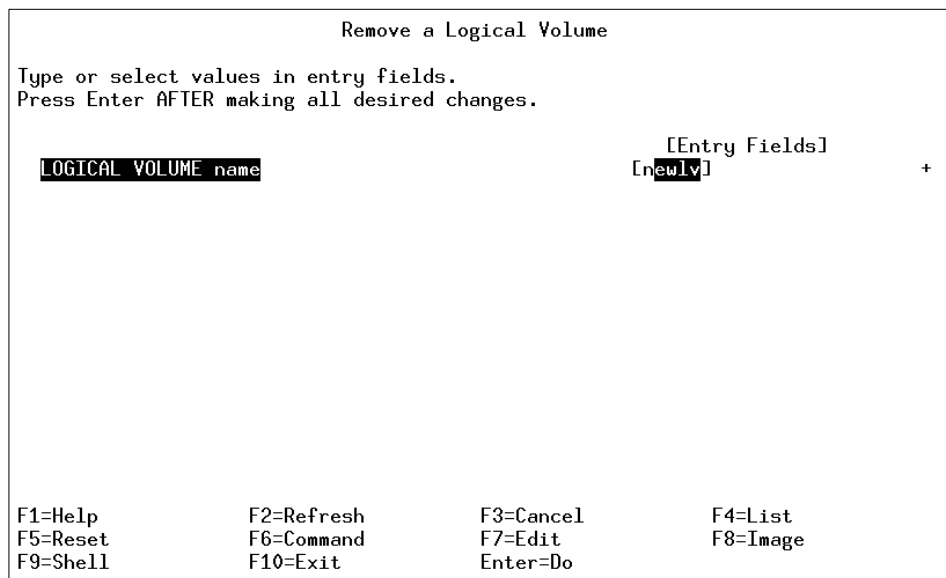 Remove a Logical Volume
Type or select values in entry fields.
Press Enter AFTER making all desired changes.
[Entry Fields]
LOGICAL VOLUME name [newlv] +
F1=Help F2=Refresh F3=Cancel F4=List
F5=Reset F6=Command F7=Edit F8=Image
F9=Shell F10=Exit Enter=Do